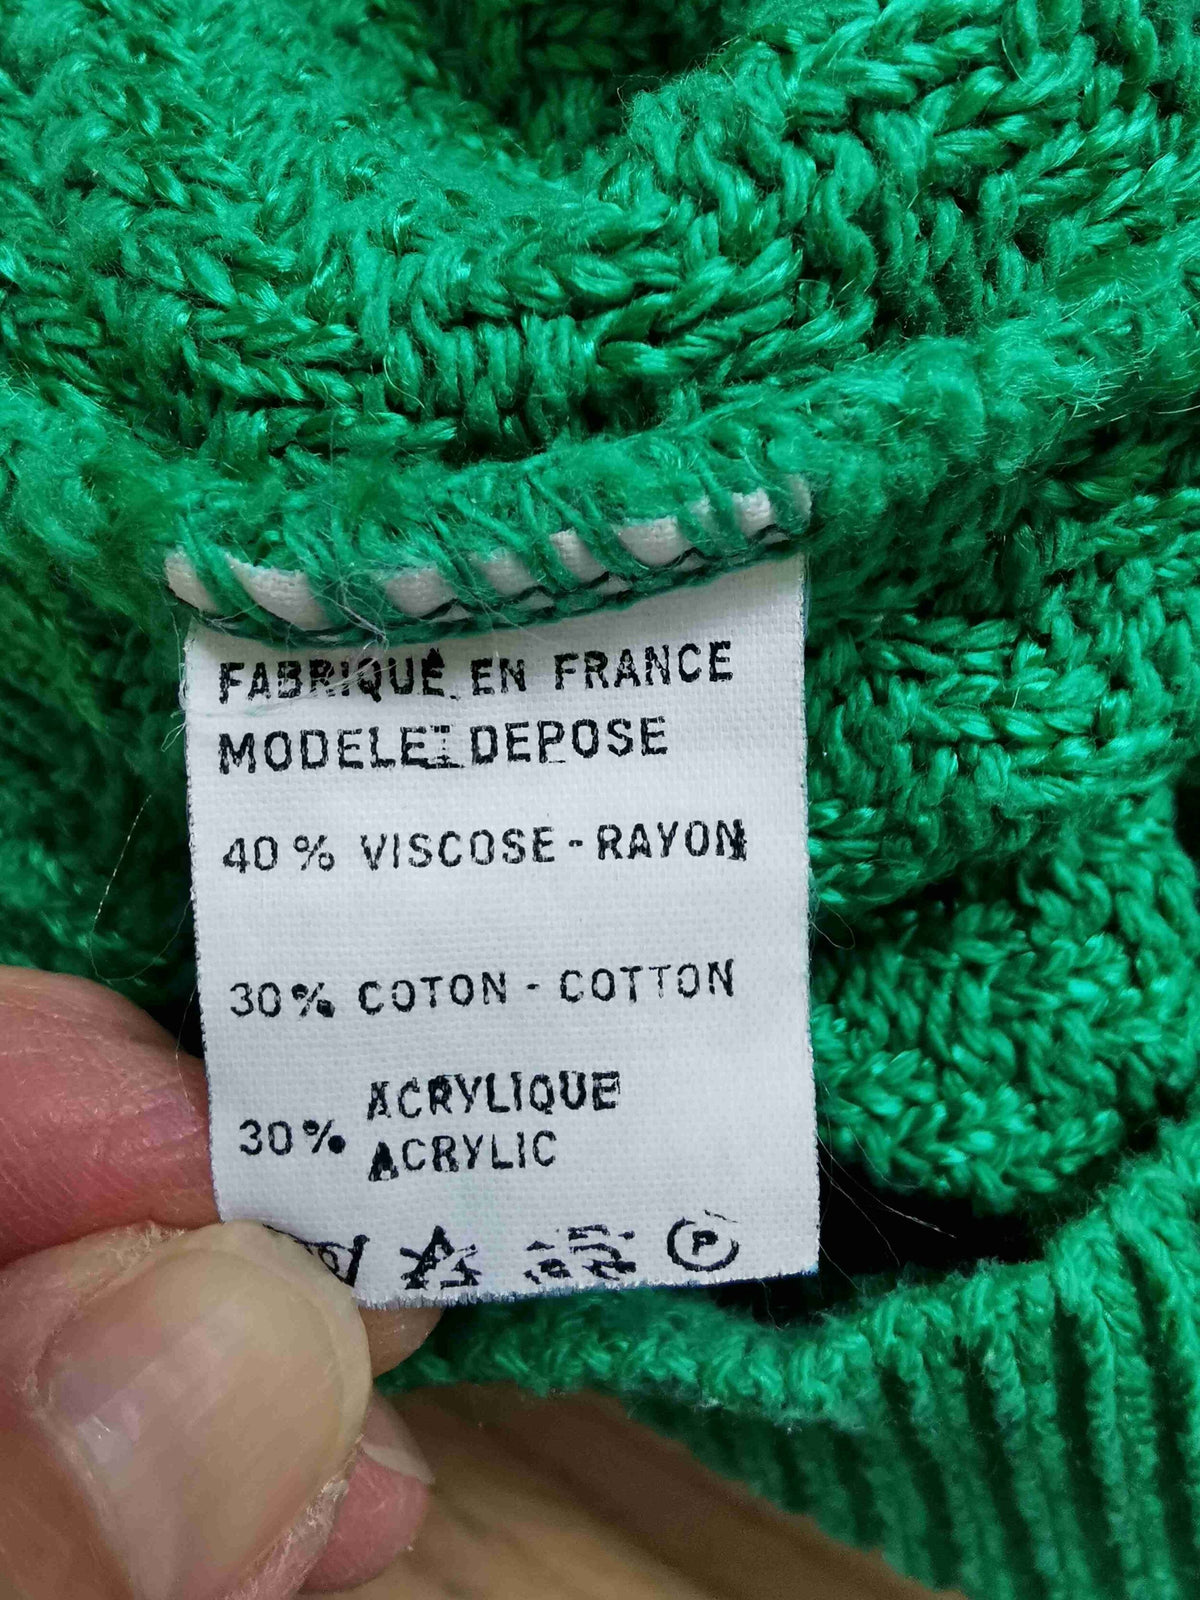 FABRIQUÉ EN FRANCE
MODELE DEPOSE
40 % VISCOSE - RAYON
30% COTON - COTTON
30% ACRYLIQUE
ACRYLIC
P